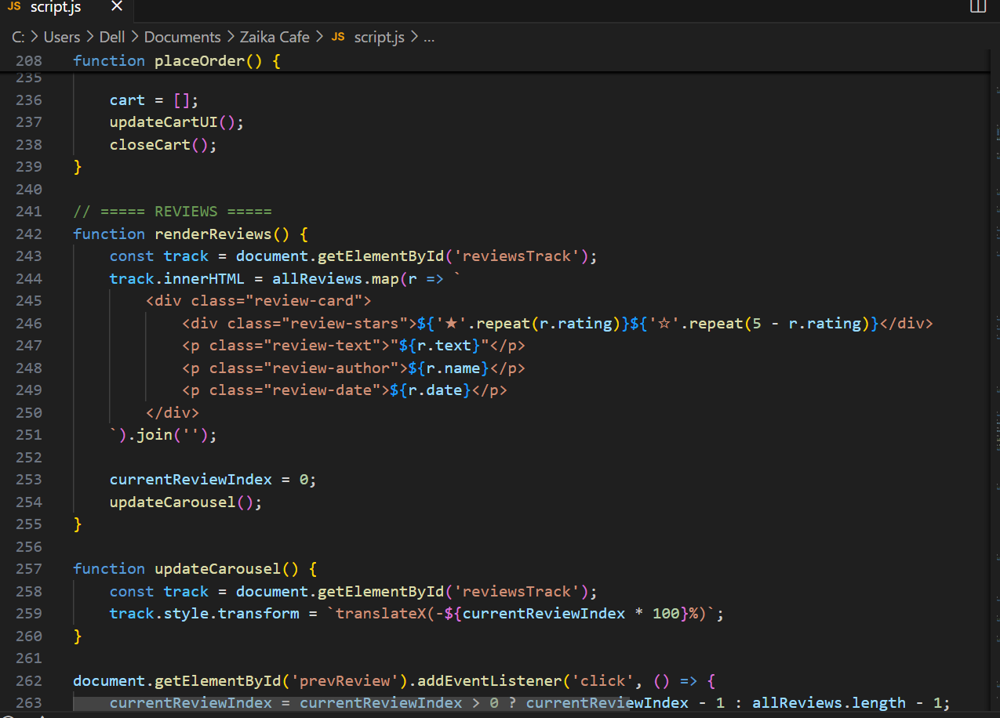 JS script.js ×
C: > Users > Dell > Documents > Zaika Cafe > JS script.js > ...
208 function placeOrder() {
235
236     cart = [];
237     updateCartUI();
238     closeCart();
239 }
240
241 // ===== REVIEWS =====
242 function renderReviews() {
243     const track = document.getElementById('reviewsTrack');
244     track.innerHTML = allReviews.map(r => `
245         <div class="review-card">
246             <div class="review-stars">${'★'.repeat(r.rating)}${'☆'.repeat(5 - r.rating)}</div>
247             <p class="review-text">"${r.text}"</p>
248             <p class="review-author">${r.name}</p>
249             <p class="review-date">${r.date}</p>
250         </div>
251     `).join('');
252
253     currentReviewIndex = 0;
254     updateCarousel();
255 }
256
257 function updateCarousel() {
258     const track = document.getElementById('reviewsTrack');
259     track.style.transform = `translateX(-${currentReviewIndex * 100}%)`;
260 }
261
262 document.getElementById('prevReview').addEventListener('click', () => {
263     currentReviewIndex = currentReviewIndex > 0 ? currentReviewIndex - 1 : allReviews.length - 1;